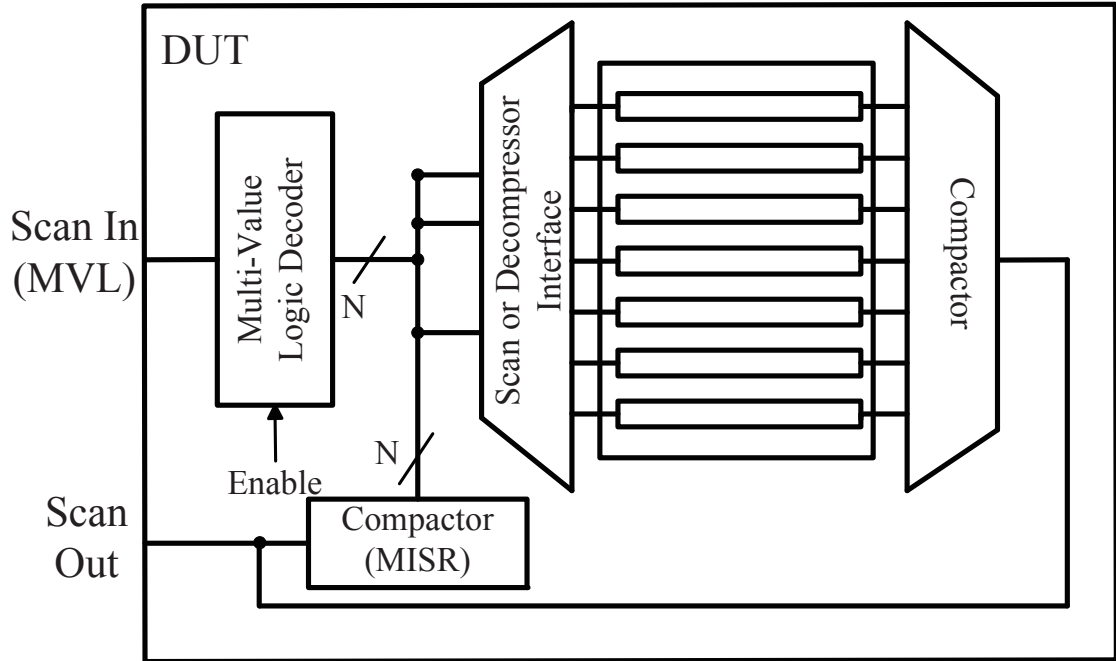 DUT
Scan In
(MVL)
Multi-Value
Logic Decoder
N
Enable
Scan or Decompressor
Interface
Compactor
N
Compactor
(MISR)
Scan
Out